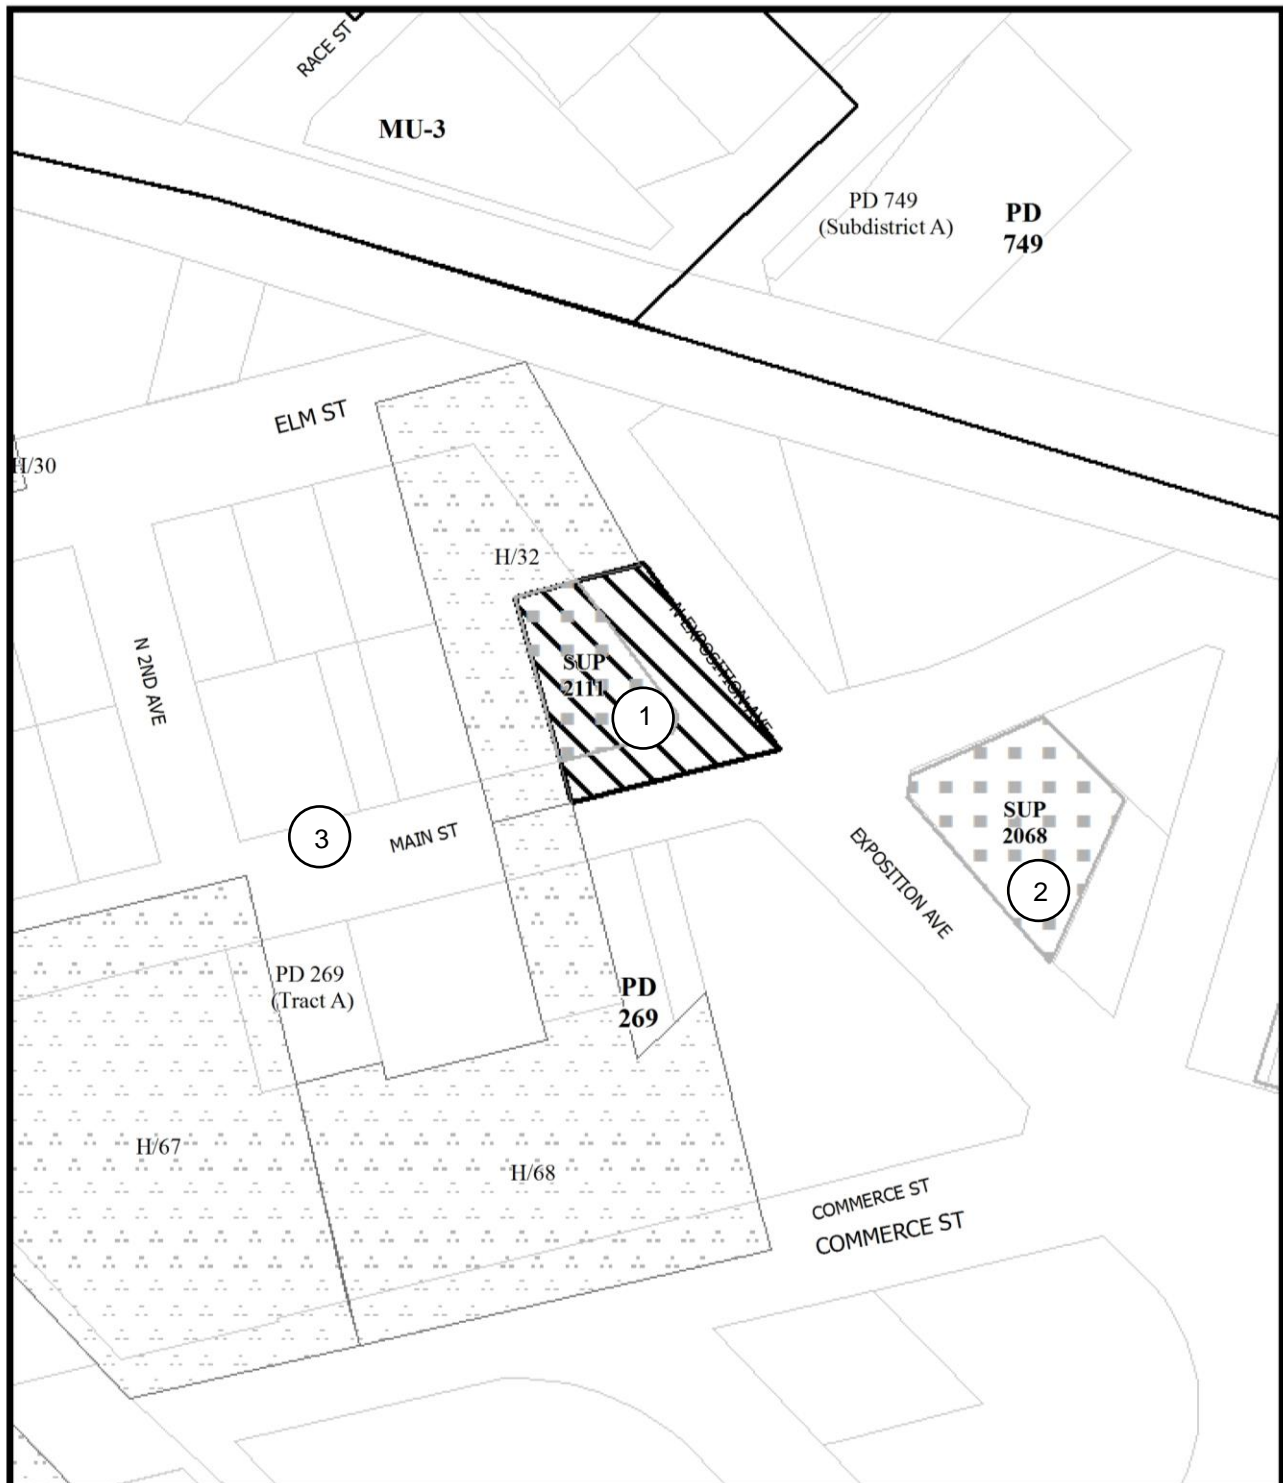 RACE ST
MU-3
PD 749
(Subdistrict A)
PD
749
ELM ST
H/30
H/32
N EXPOSITION AVE
N 2ND AVE
SUP
2111
1
SUP
2068
2
3
MAIN ST
EXPOSITION AVE
PD 269
(Tract A)
PD
269
H/67
H/68
COMMERCE ST
COMMERCE ST